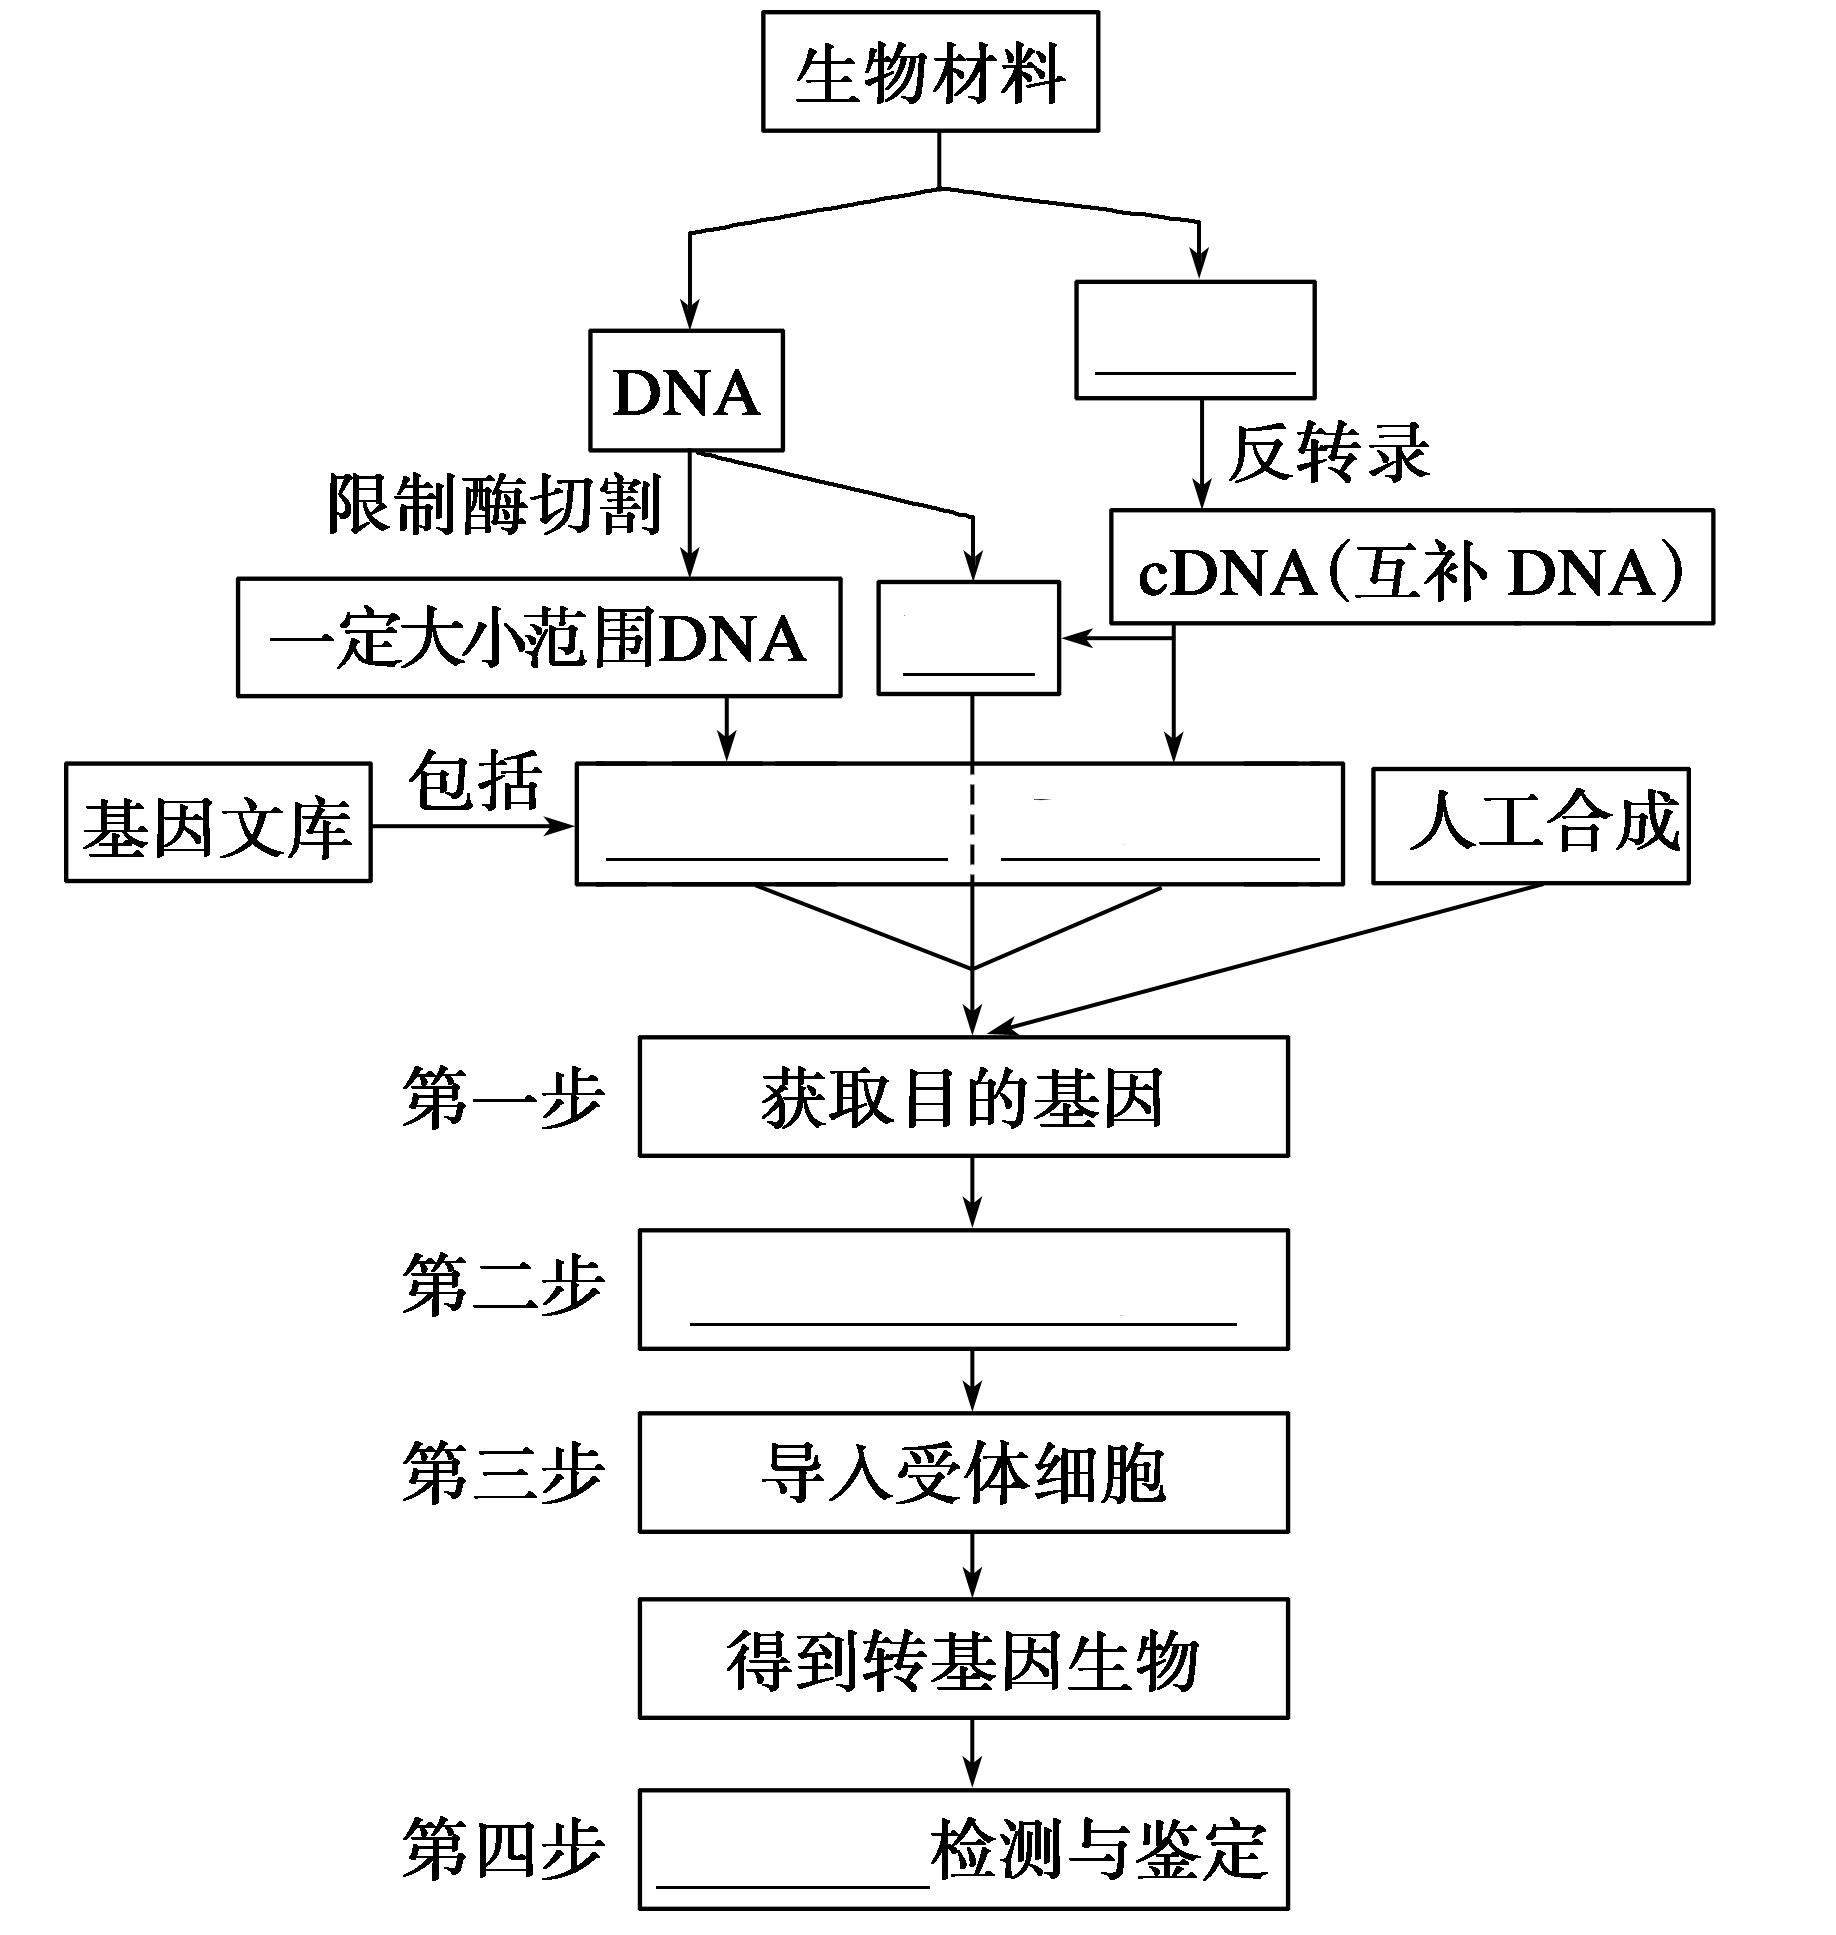 生物材料
DNA
反转录
限制酶切割
cDNA(互补 DNA)
一定大小范围DNA
基因文库
包括
人工合成
第一步
获取目的基因
第二步
第三步
导入受体细胞
得到转基因生物
第四步
检测与鉴定